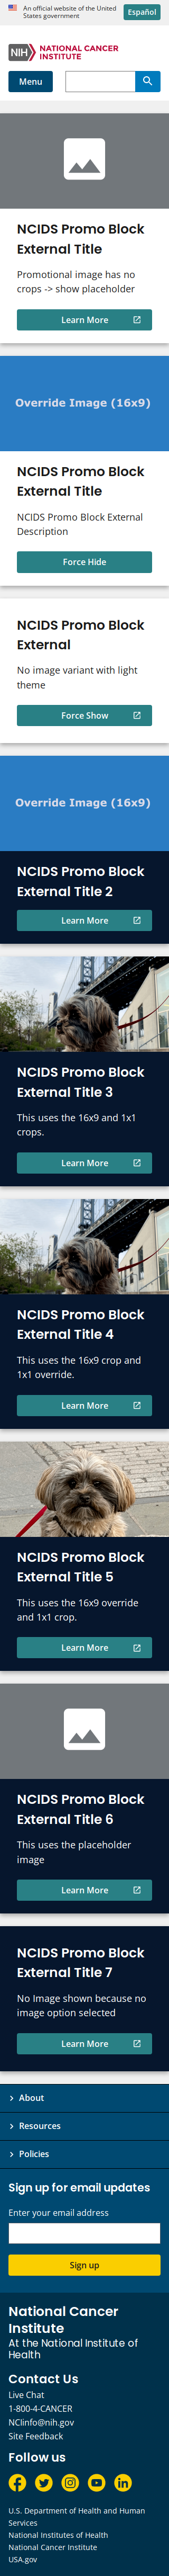 An official website of the United
States government
Español
NIH NATIONAL CANCER
INSTITUTE
Menu
NCIDS Promo Block
External Title
Promotional image has no
copy -> show placeholder
Learn More
Override Image (16x9)
NCIDS Promo Block
External Title
NCIDS Promo Block External
Description
Force Hide
NCIDS Promo Block
External
No image variant with light
theme
Force Show
Override Image (16x9)
NCIDS Promo Block
External Title 2
Learn More
NCIDS Promo Block
External Title 3
This uses the 16x9 and 1x1
crops.
Learn More
NCIDS Promo Block
External Title 4
This uses the 16x9 crop and
1x1 override.
Learn More
NCIDS Promo Block
External Title 5
This uses the 16x9 override
and 1x1 crop.
Learn More
NCIDS Promo Block
External Title 6
This uses the placeholder
image
Learn More
NCIDS Promo Block
External Title 7
No Image shown because no
image option selected
Learn More
About
Resources
Policies
Sign up for email updates
Enter your email address
Sign up
National Cancer
Institute
At the National Institute of
Health
Contact Us
Live Chat
1-800-4-CANCER
NCIinfo@nih.gov
Site Feedback
Follow us
U.S. Department of Health and Human
Services
National Institutes of Health
National Cancer Institute
USA.gov